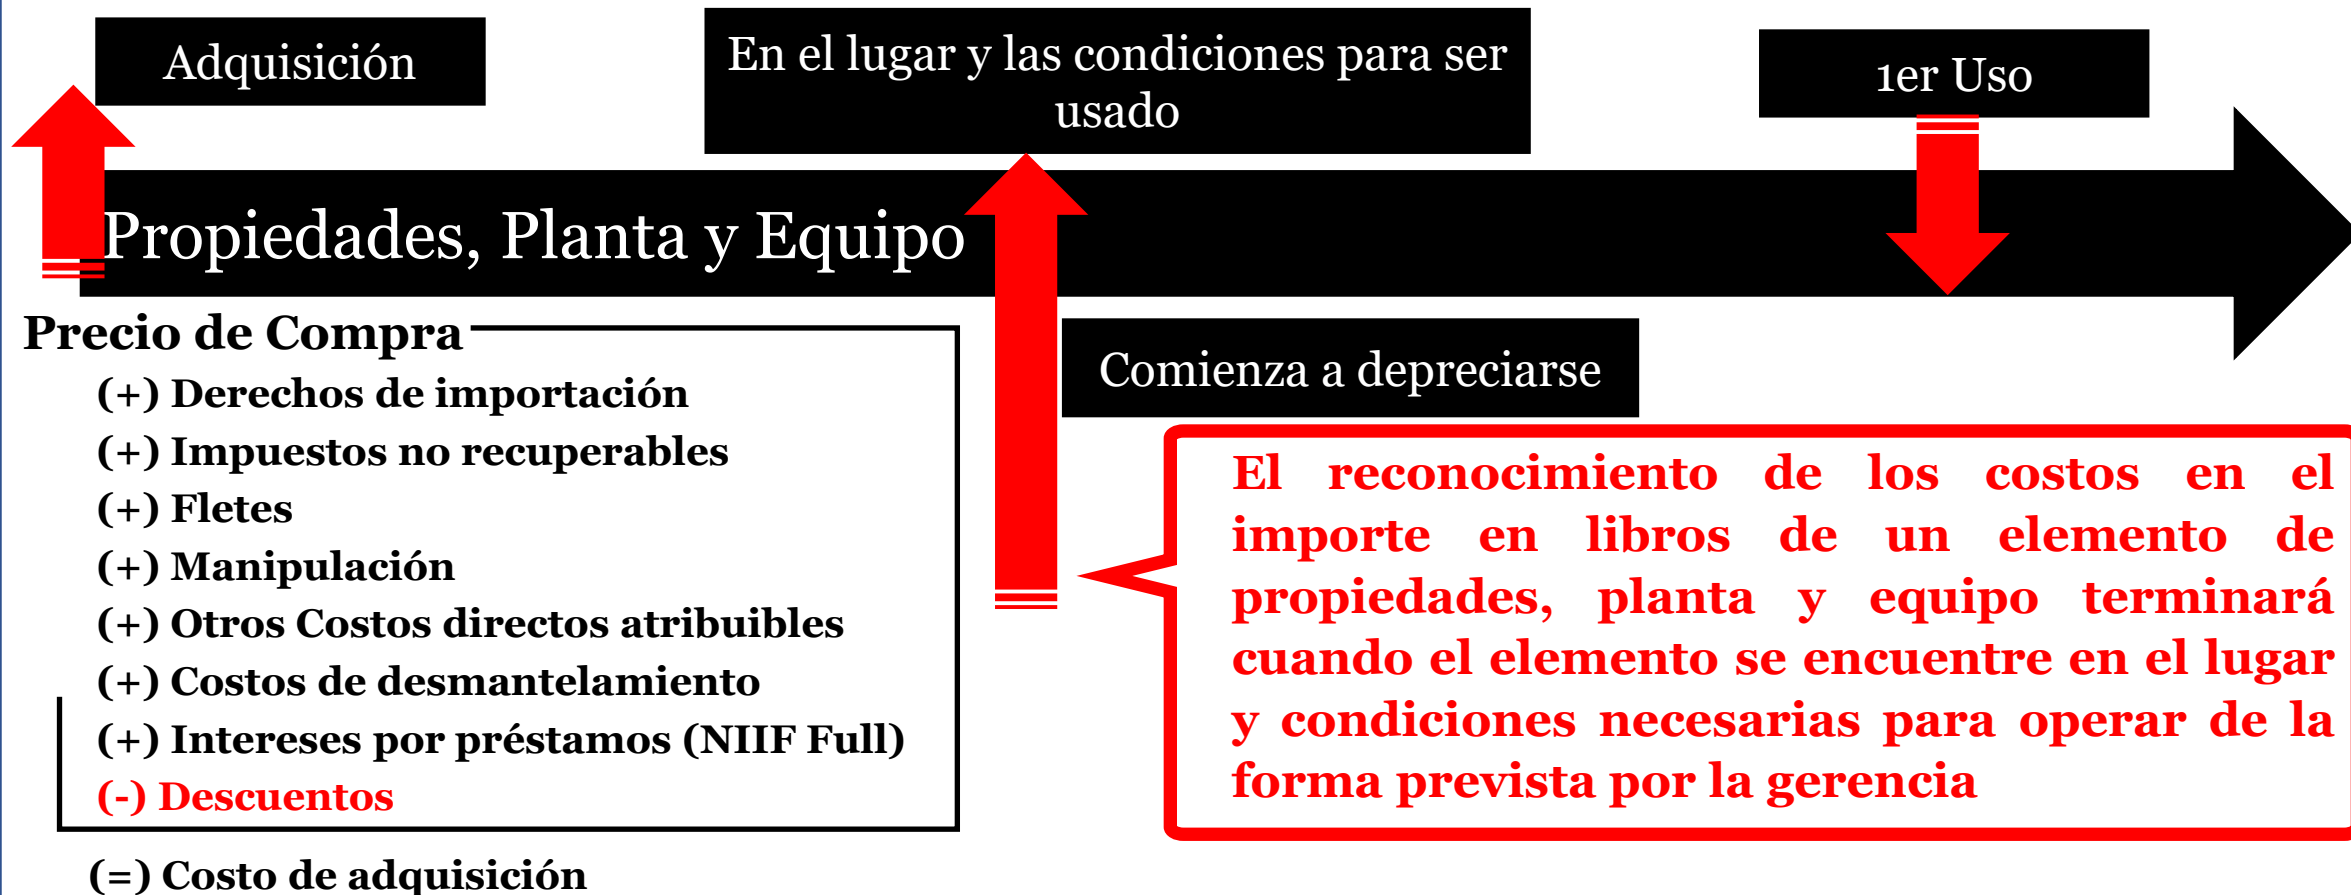 Adquisición
En el lugar y las condiciones para ser
usado
1er Uso
Propiedades, Planta y Equipo
Precio de Compra
(+) Derechos de importación
(+) Impuestos no recuperables
(+) Fletes
(+) Manipulación
(+) Otros Costos directos atribuibles
(+) Costos de desmantelamiento
(+) Intereses por préstamos (NIIF Full)
(-) Descuentos
(=) Costo de adquisición
Comienza a depreciarse
El reconocimiento de los costos en el
importe en libros de un elemento de
propiedades, planta y equipo terminará
cuando el elemento se encuentre en el lugar
y condiciones necesarias para operar de la
forma prevista por la gerencia